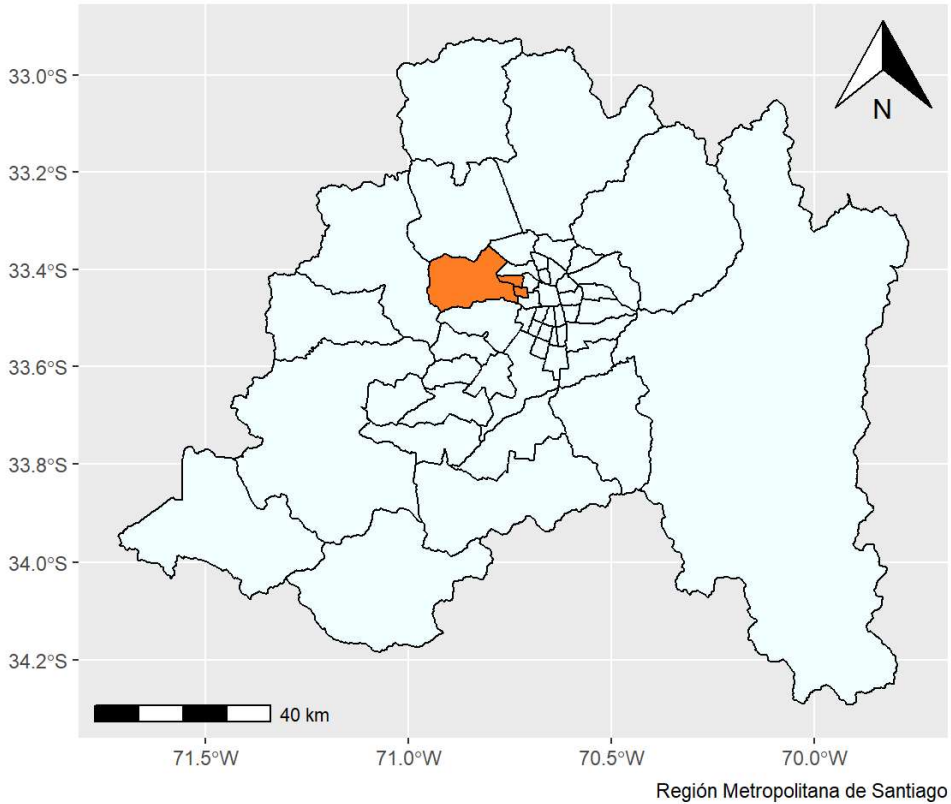 N
33.0°S
33.2°S
33.4°S
33.6°S
33.8°S
34.0°S
34.2°S
40 km
71.5°W 71.0°W 70.5°W 70.0°W
Región Metropolitana de Santiago